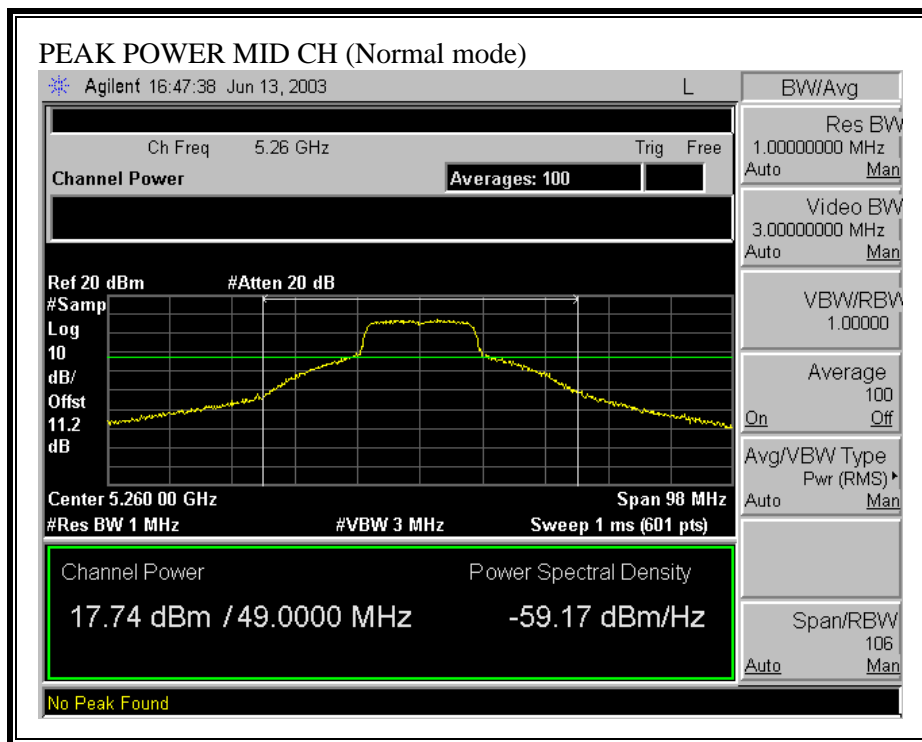 PEAK POWER MID CH (Normal mode)
Agilent 16:47:38 Jun 13, 2003 L
BW/Avg
Ch Freq 5.26 GHz Trig Free
Channel Power Averages: 100
Res BW
1.00000000 MHz
Auto Man
Video BW
3.00000000 MHz
Auto Man
Ref 20 dBm #Atten 20 dB
#Samp
Log
10
dB/
Offst
11.2
dB
VBW/RBW
1.00000
Average
100
On Off
Avg/VBW Type
Pwr (RMS)
Auto Man
Center 5.260 00 GHz Span 98 MHz
#Res BW 1 MHz #VBW 3 MHz Sweep 1 ms (601 pts)
Channel Power Power Spectral Density
17.74 dBm / 49.0000 MHz -59.17 dBm/Hz
Span/RBW
106
Auto Man
No Peak Found